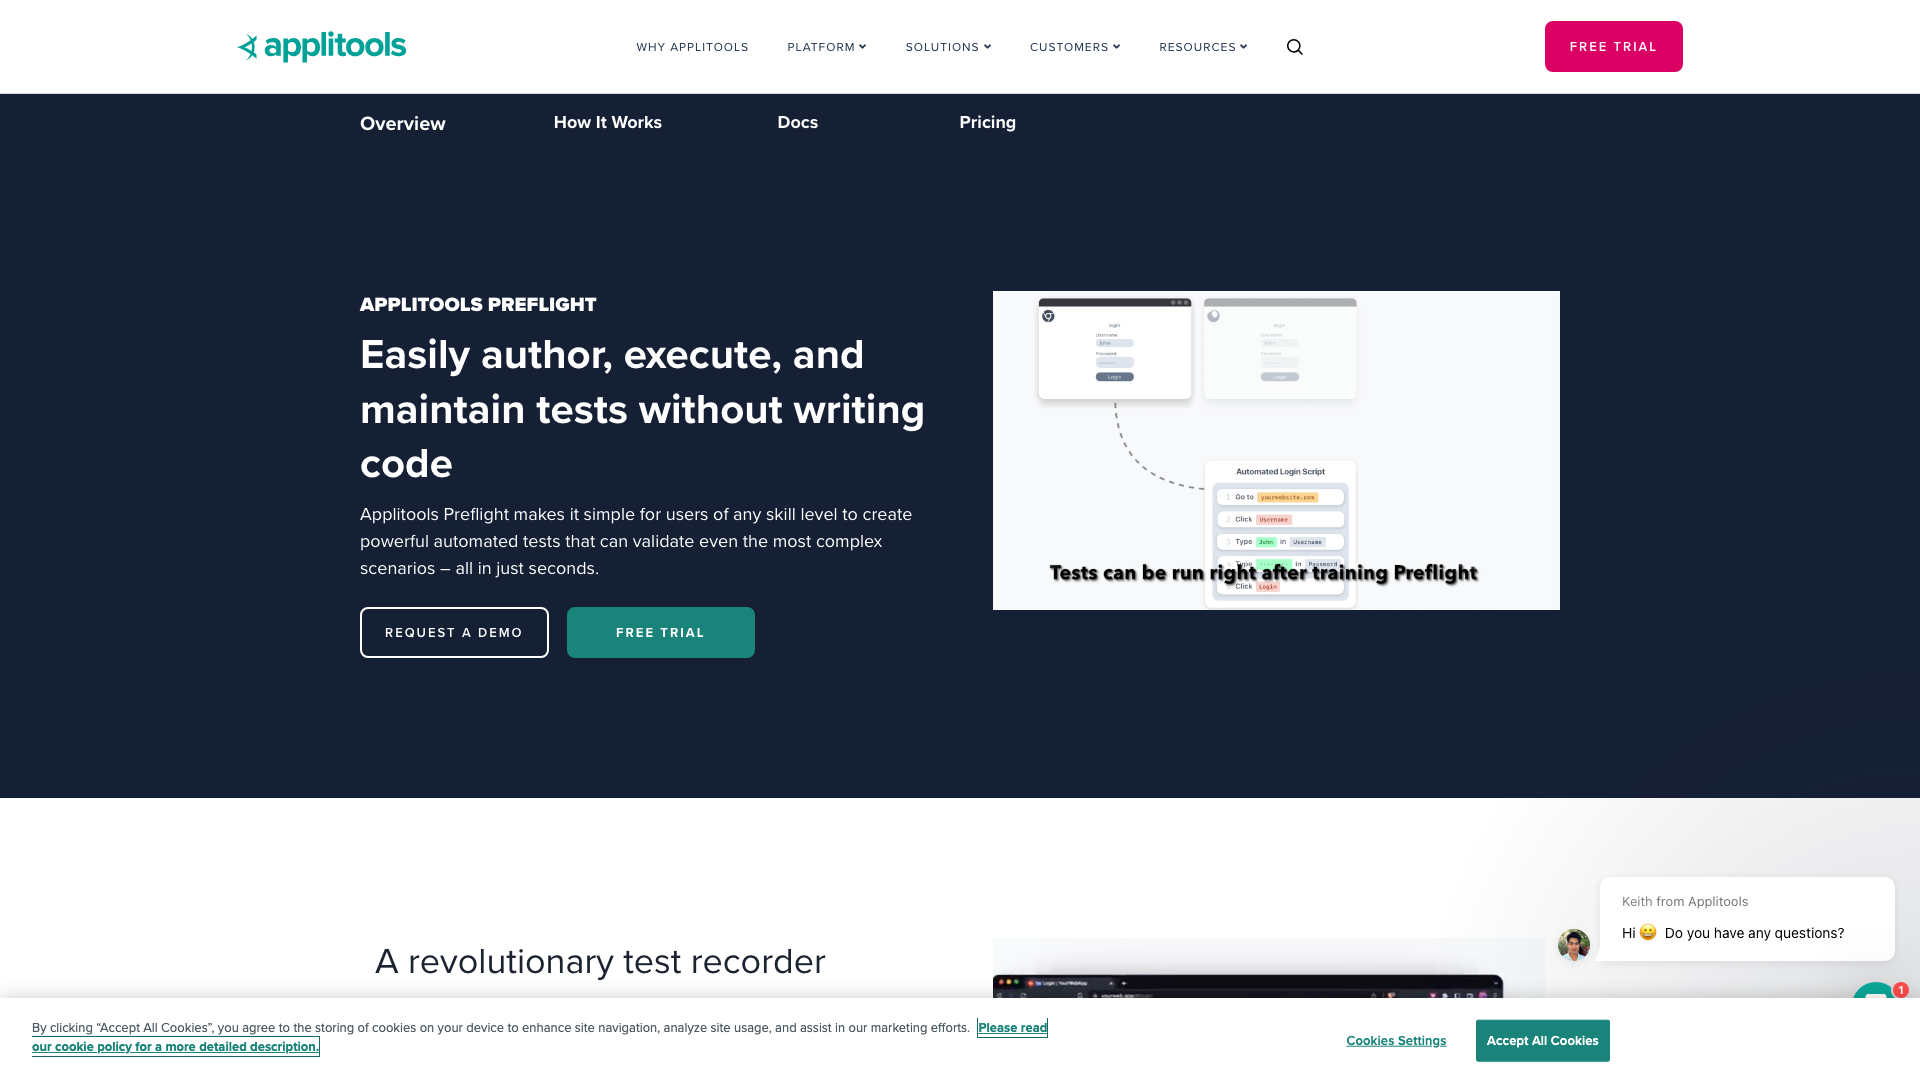 applitools
WHY APPLITOOLS
PLATFORM
SOLUTIONS
CUSTOMERS
RESOURCES
FREE TRIAL
Overview
How It Works
Docs
Pricing
APPLITOOLS PREFLIGHT
Easily author, execute, and
maintain tests without writing
code
Applitools Preflight makes it simple for users of any skill level to create
powerful automated tests that can validate even the most complex
scenarios – all in just seconds.
REQUEST A DEMO
FREE TRIAL
login
Username
John
Password
Login
login
Username
John
Password
Login
Automated Login Script
1 Go to yourwebsite.com
2 Click Username
3 Type John in Username
Type in Password
Click Login
Tests can be run right after training Preflight
A revolutionary test recorder
Login | YourWebApp
Keith from Applitools
Hi 😀 Do you have any questions?
1
By clicking “Accept All Cookies”, you agree to the storing of cookies on your device to enhance site navigation, analyze site usage, and assist in our marketing efforts. Please read
our cookie policy for a more detailed description.
Cookies Settings
Accept All Cookies